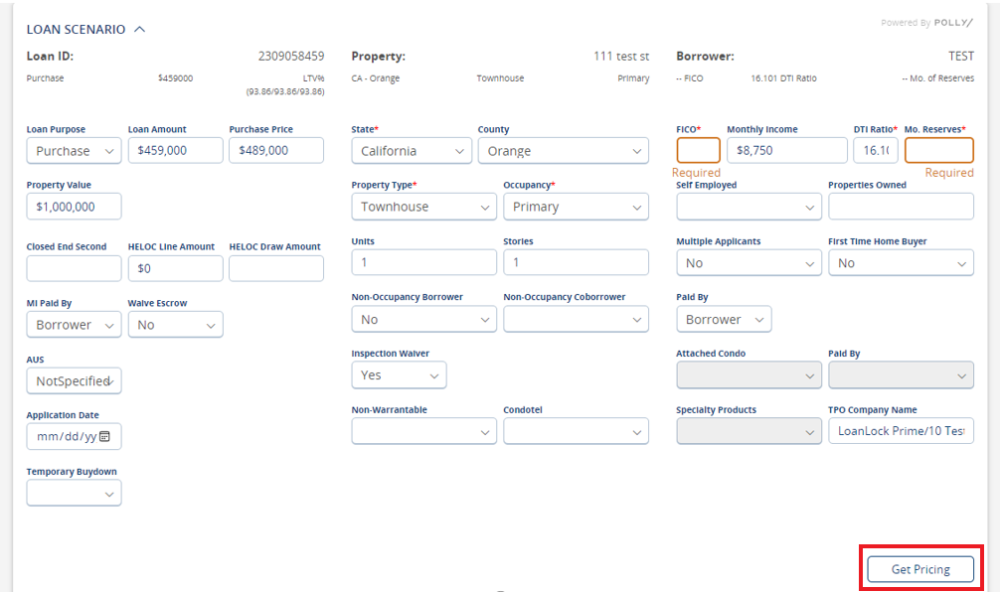 LOAN SCENARIO
Powered By POLLY/
Loan ID: 2309058459
Purchase $459000 LTV%
(93.86/93.86/93.86)
Property: 111 test st
CA - Orange Townhouse Primary
Borrower: TEST
-- FICO 16.101 DTI Ratio -- Mo. of Reserves
Loan Purpose Loan Amount Purchase Price
Purchase $459,000 $489,000
Property Value
$1,000,000
Closed End Second HELOC Line Amount HELOC Draw Amount
$0
MI Paid By Waive Escrow
Borrower No
AUS
NotSpecified
Application Date
mm/dd/yy
Temporary Buydown
State* County
California Orange
Property Type* Occupancy*
Townhouse Primary
Units Stories
1 1
Non-Occupancy Borrower Non-Occupancy Coborrower
No
Inspection Waiver
Yes
Non-Warrantable Condotel
FICO* Monthly Income DTI Ratio* Mo. Reserves*
$8,750 16.10
Required Required
Self Employed Properties Owned
Multiple Applicants First Time Home Buyer
No No
Paid By
Borrower
Attached Condo Paid By
Specialty Products TPO Company Name
LoanLock Prime/10 Test
Get Pricing